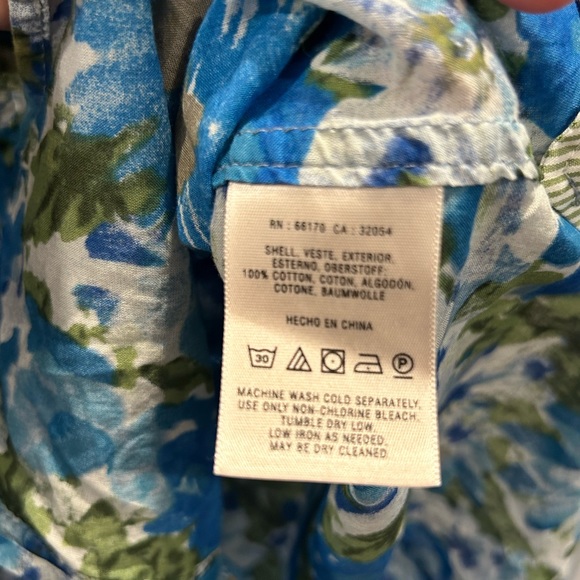 RN : 66170 CA : 32054
SHELL, VESTE, EXTERIOR,
ESTERNO, OBERSTOFF:
100% COTTON, COTON, ALGODÓN,
COTONE, BAUMWOLLE
HECHO EN CHINA
30 P
MACHINE WASH COLD SEPARATELY,
USE ONLY NON-CHLORINE BLEACH,
TUMBLE DRY LOW,
LOW IRON AS NEEDED,
MAY BE DRY CLEANED.